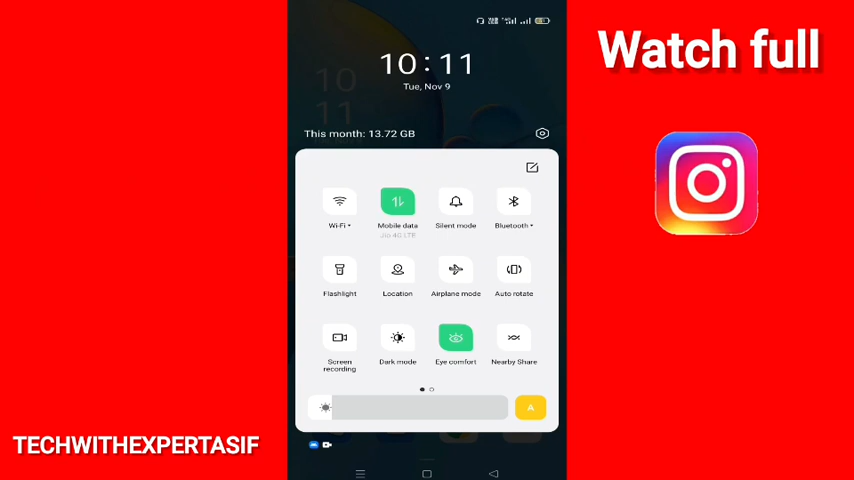 Watch full
10:11
Tue, Nov 9
This month: 13.72 GB
Wi-Fi
Mobile data
Jio 4G LTE
Silent mode
Bluetooth
Flashlight
Location
Airplane mode
Auto rotate
Screen
recording
Dark mode
Eye comfort
Nearby Share
A
TECHWITHEXPERTASIF